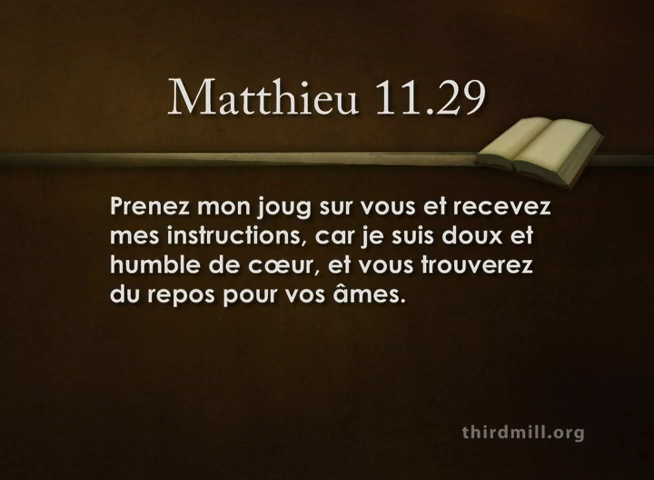 Matthieu 11.29
Prenez mon joug sur vous et recevez
mes instructions, car je suis doux et
humble de cœur, et vous trouverez
du repos pour vos âmes.
thirdmill.org